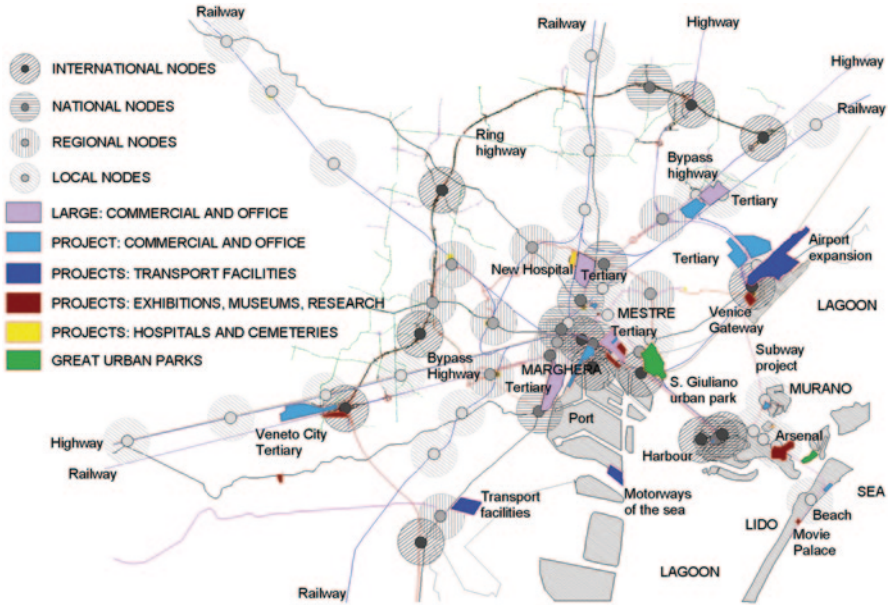 Railway
Railway
Highway
Highway
Railway
INTERNATIONAL NODES
NATIONAL NODES
REGIONAL NODES
LOCAL NODES
LARGE: COMMERCIAL AND OFFICE
PROJECT: COMMERCIAL AND OFFICE
PROJECTS: TRANSPORT FACILITIES
PROJECTS: EXHIBITIONS, MUSEUMS, RESEARCH
PROJECTS: HOSPITALS AND CEMETERIES
GREAT URBAN PARKS
Ring
highway
Bypass
highway
Tertiary
New Hospital
Tertiary
Tertiary
Airport
expansion
LAGOON
MESTRE
Tertiary
Venice
Gateway
Bypass
Highway
MARGHERA
Tertiary
Subway
project
S. Giuliano
urban park
MURANO
Port
Veneto City
Tertiary
Highway
Railway
Harbour
Arsenal
SEA
Transport
facilities
Motorways
of the sea
Beach
LIDO
Movie
Palace
LAGOON
Railway